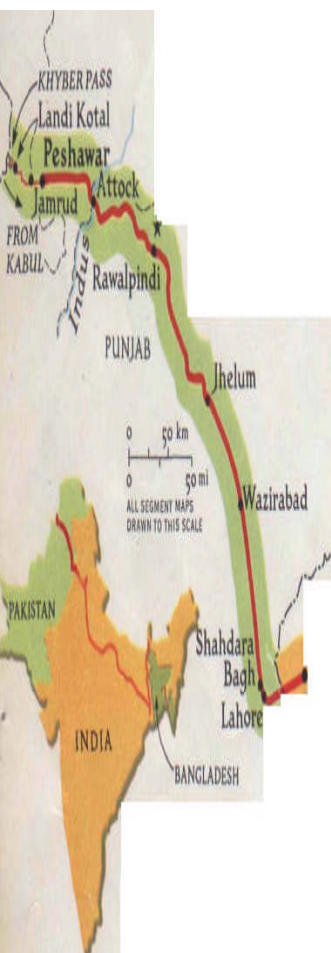 KHYBER PASS
Landi Kotal
Peshawar
Attock
Jamrud
FROM
KABUL
Indus
Rawalpindi
PUNJAB
Jhelum
0 50 km
0 50 mi
ALL SEGMENT MAPS
DRAWN TO THIS SCALE
Wazirabad
PAKISTAN
Shahdara
Bagh
Lahore
INDIA
BANGLADESH